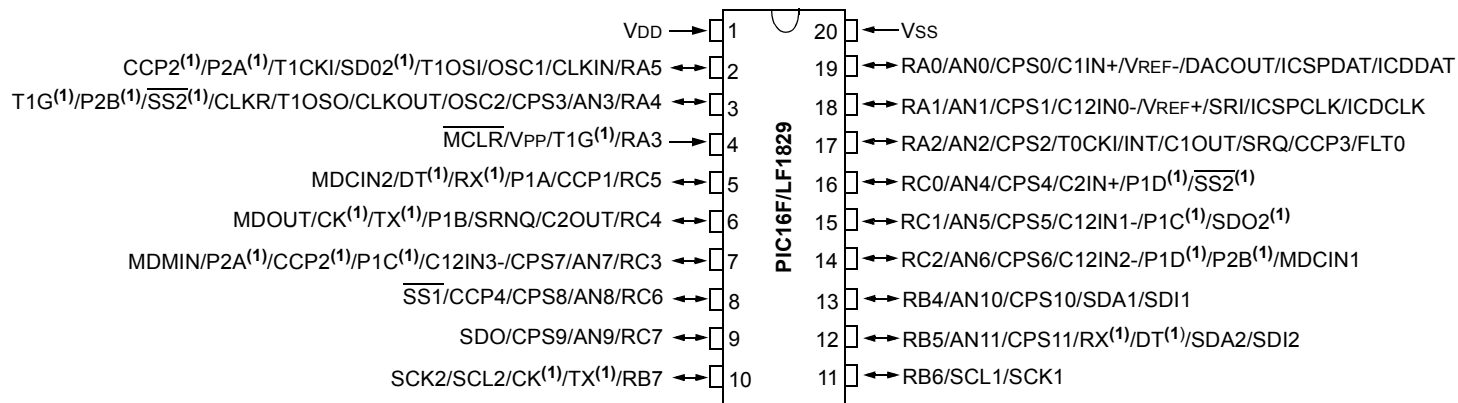 VDD 1 20 VSS
CCP2(1)/P2A(1)/T1CKI/SD02(1)/T1OSI/OSC1/CLKIN/RA5 2 19 RA0/AN0/CPS0/C1IN+/VREF-/DACOUT/ICSPDAT/ICDDAT
T1G(1)/P2B(1)/SS2(1)/CLKR/T1OSO/CLKOUT/OSC2/CPS3/AN3/RA4 3 18 RA1/AN1/CPS1/C12IN0-/VREF+/SRI/ICSPCLK/ICDCLK
MCLR/VPP/T1G(1)/RA3 4 17 RA2/AN2/CPS2/T0CKI/INT/C1OUT/SRQ/CCP3/FLT0
MDCIN2/DT(1)/RX(1)/P1A/CCP1/RC5 5 16 RC0/AN4/CPS4/C2IN+/P1D(1)/SS2(1)
MDOUT/CK(1)/TX(1)/P1B/SRNQ/C2OUT/RC4 6 15 RC1/AN5/CPS5/C12IN1-/P1C(1)/SDO2(1)
MDMIN/P2A(1)/CCP2(1)/P1C(1)/C12IN3-/CPS7/AN7/RC3 7 14 RC2/AN6/CPS6/C12IN2-/P1D(1)/P2B(1)/MDCIN1
SS1/CCP4/CPS8/AN8/RC6 8 13 RB4/AN10/CPS10/SDA1/SDI1
SDO/CPS9/AN9/RC7 9 12 RB5/AN11/CPS11/RX(1)/DT(1)/SDA2/SDI2
SCK2/SCL2/CK(1)/TX(1)/RB7 10 11 RB6/SCL1/SCK1
PIC16F/LF1829